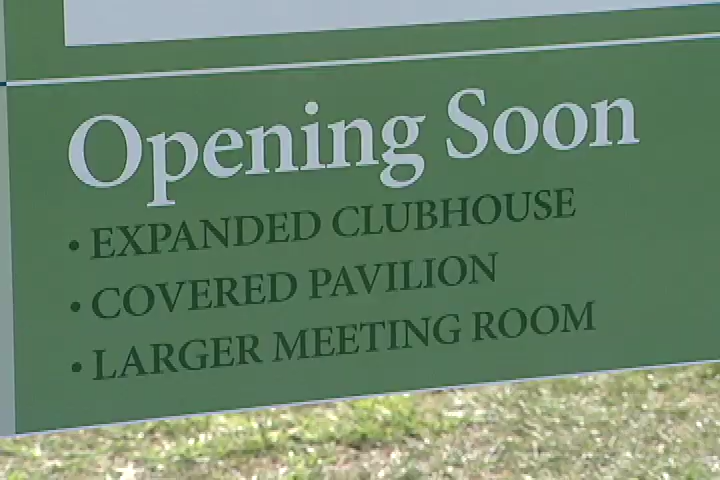 Opening Soon
• EXPANDED CLUBHOUSE
• COVERED PAVILION
• LARGER MEETING ROOM